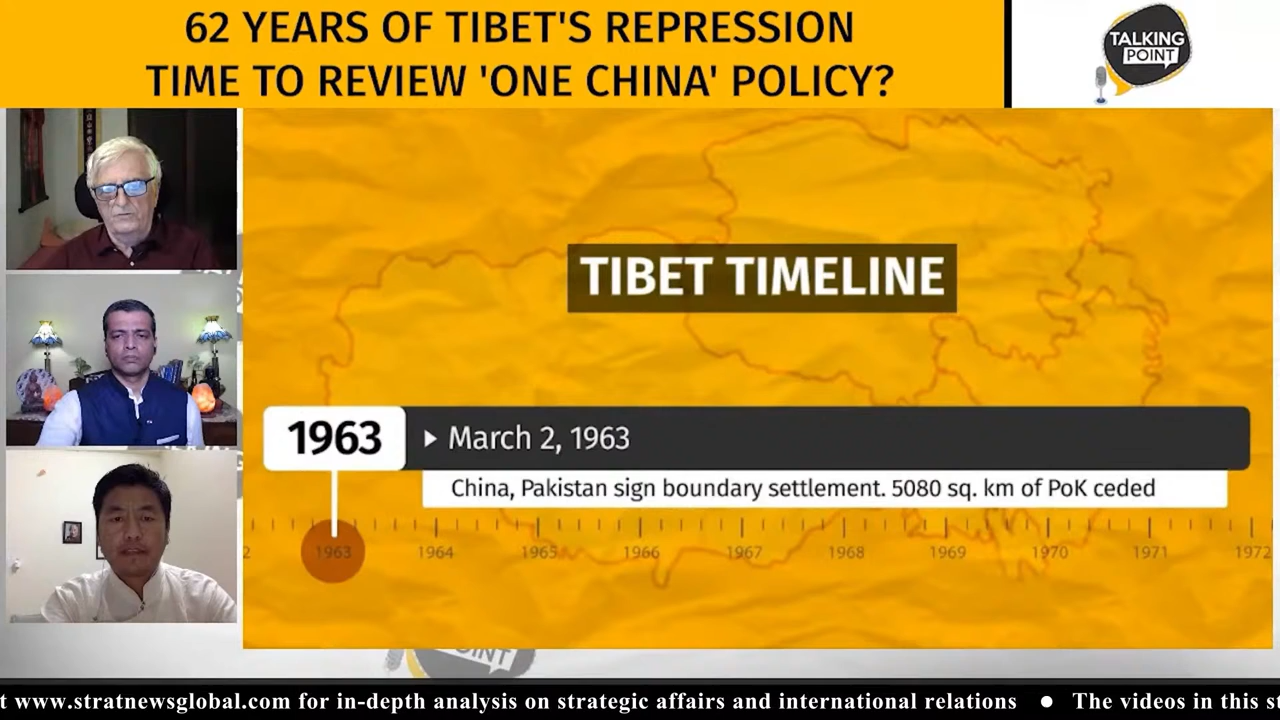 62 YEARS OF TIBET'S REPRESSION
TIME TO REVIEW 'ONE CHINA' POLICY?
TALKING
POINT
TIBET TIMELINE
1963
March 2, 1963
China, Pakistan sign boundary settlement. 5080 sq. km of PoK ceded
2 1963 1964 1965 1966 1967 1968 1969 1970 1971 1972
POINT
t www.stratnewsglobal.com for in-depth analysis on strategic affairs and international relations ● The videos in this s